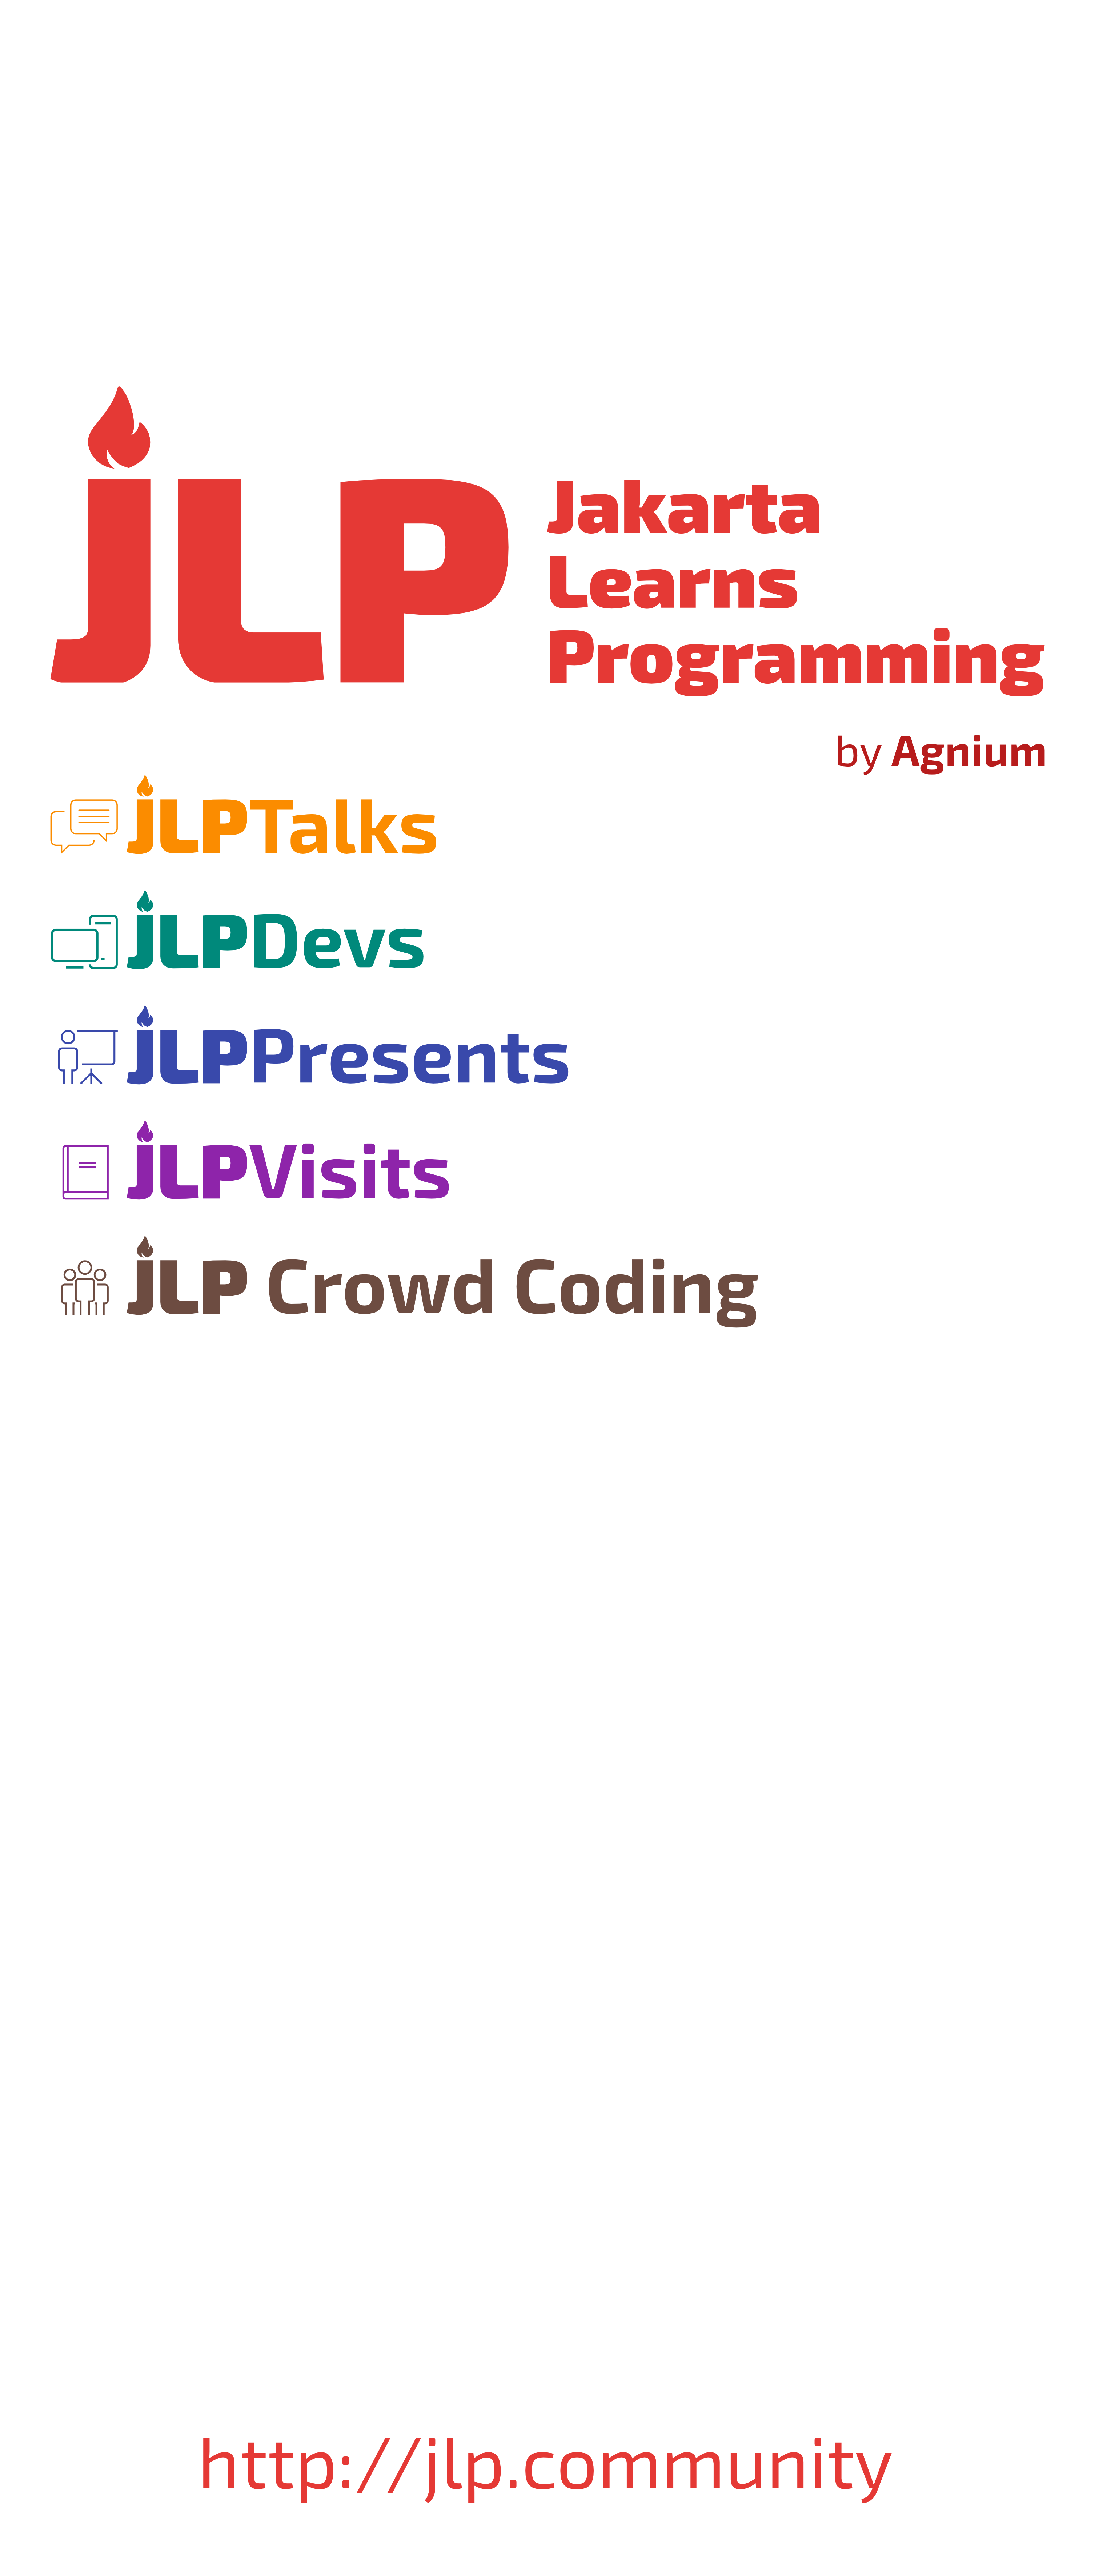 JLP
Jakarta
Learns
Programming
by Agnium
JLPTalks
JLPDevs
JLPPresents
JLPVisits
JLP Crowd Coding
http://jlp.community